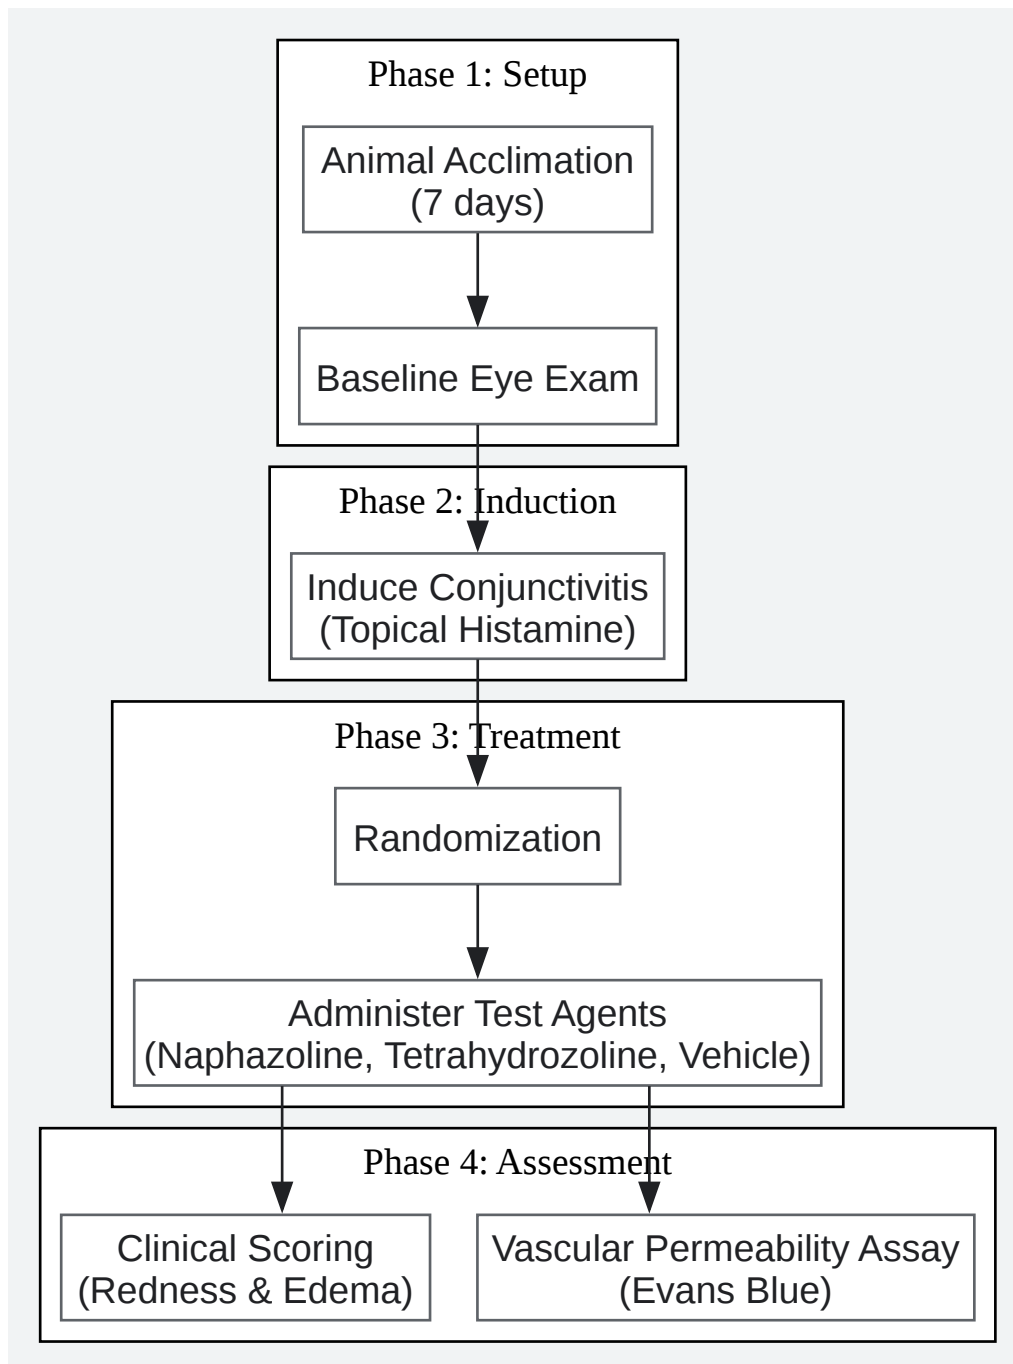 Phase 1: Setup
Animal Acclimation
(7 days)
Baseline Eye Exam
Phase 2: Induction
Induce Conjunctivitis
(Topical Histamine)
Phase 3: Treatment
Randomization
Administer Test Agents
(Naphazoline, Tetrahydrozoline, Vehicle)
Phase 4: Assessment
Clinical Scoring
(Redness & Edema)
Vascular Permeability Assay
(Evans Blue)